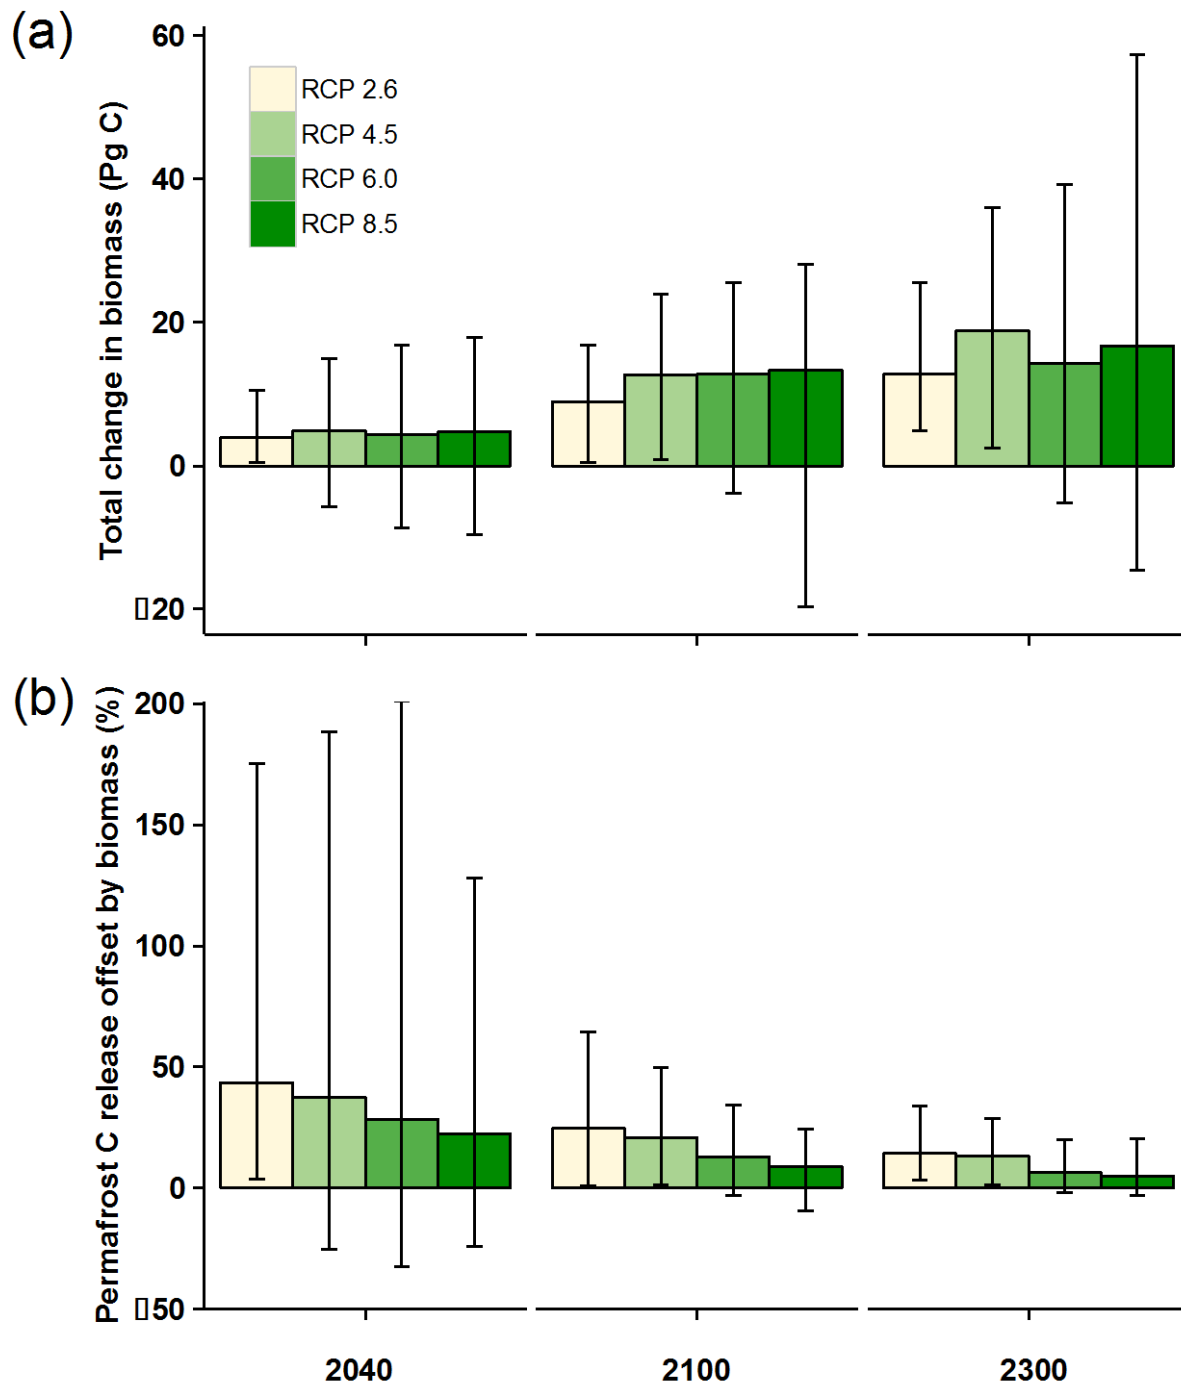 (a)
Total change in biomass (Pg C)
60
40
20
0
▯20
RCP 2.6
RCP 4.5
RCP 6.0
RCP 8.5
(b)
Permafrost C release offset by biomass (%)
200
150
100
50
0
▯50
2040 2100 2300